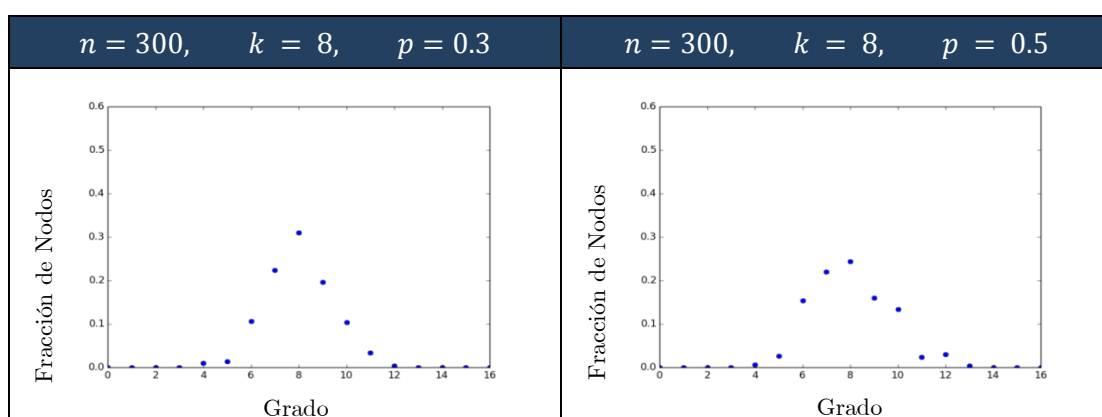 n = 300, k = 8, p = 0.3
n = 300, k = 8, p = 0.5
0.6
0.5
0.4
0.3
0.2
0.1
0.0
0 2 4 6 8 10 12 14 16
Fracción de Nodos
Grado
0.6
0.5
0.4
0.3
0.2
0.1
0.0
0 2 4 6 8 10 12 14 16
Fracción de Nodos
Grado